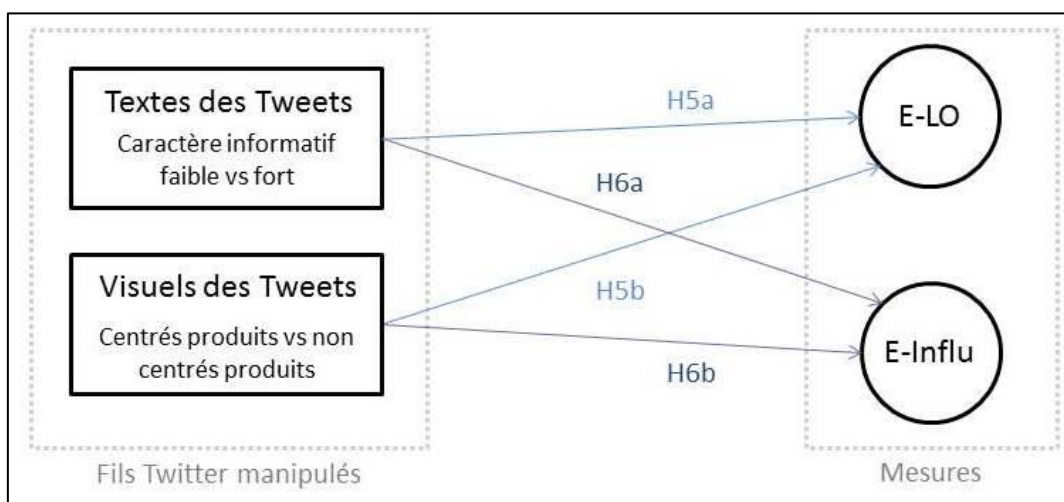 Textes des Tweets
Caractère informatif
faible vs fort
Visuels des Tweets
Centrés produits vs non
centrés produits
Fils Twitter manipulés
H5a
H6a
H5b
H6b
E-LO
E-Influ
Mesures